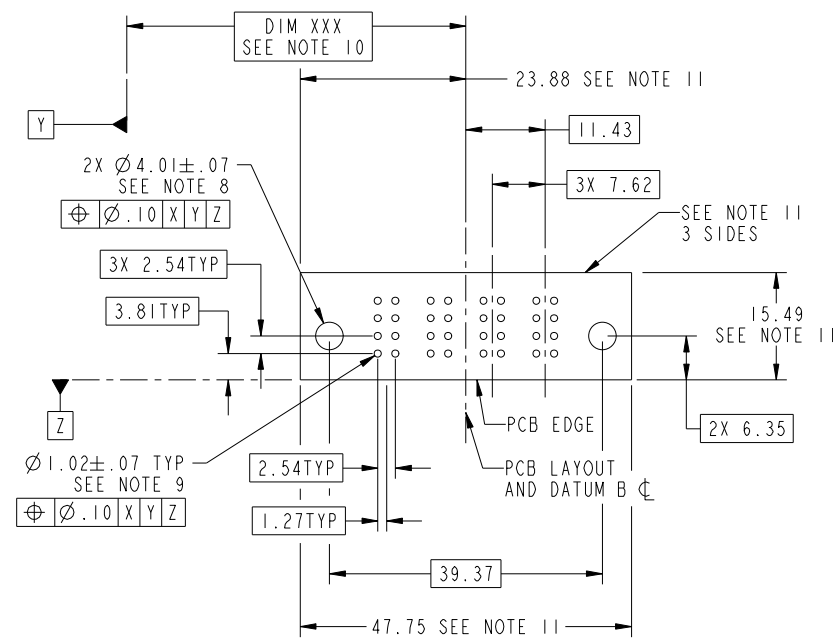 DIM XXX
SEE NOTE 10
23.88 SEE NOTE 11
Y
11.43
2X Ø4.01±.07
SEE NOTE 8
⌖ Ø.10 X Y Z
3X 7.62
SEE NOTE 11
3 SIDES
3X 2.54TYP
3.81TYP
15.49
SEE NOTE 11
Z
PCB EDGE
2X 6.35
Ø1.02±.07 TYP
SEE NOTE 9
⌖ Ø.10 X Y Z
2.54TYP
PCB LAYOUT
AND DATUM B ℄
1.27TYP
39.37
47.75 SEE NOTE 11